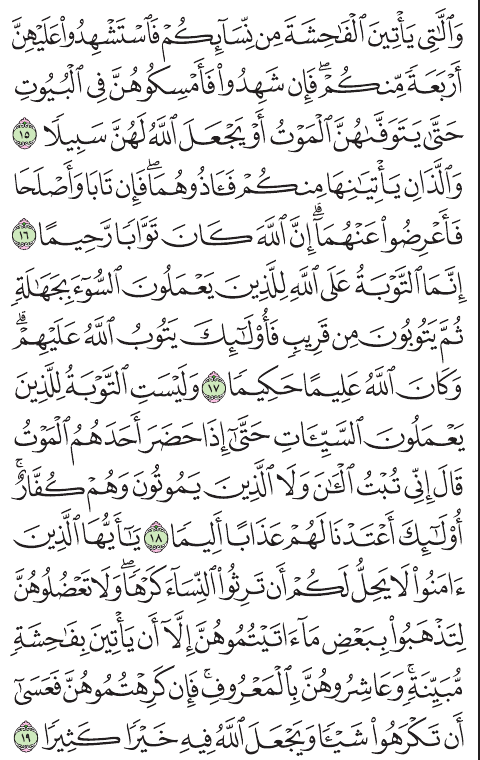 وَٱلَّٰتِى يَأْتِينَ ٱلْفَٰحِشَةَ مِن نِّسَآئِكُمْ فَٱسْتَشْهِدُوا۟ عَلَيْهِنَّ
أَرْبَعَةً مِّنكُمْ ۖ فَإِن شَهِدُوا۟ فَأَمْسِكُوهُنَّ فِى ٱلْبُيُوتِ
حَتَّىٰ يَتَوَفَّىٰهُنَّ ٱلْمَوْتُ أَوْ يَجْعَلَ ٱللَّهُ لَهُنَّ سَبِيلًا ١٥
وَٱلَّذَانِ يَأْتِيَٰنِهَا مِنكُمْ فَـَٔاذُوهُمَا ۖ فَإِن تَابَا وَأَصْلَحَا
فَأَعْرِضُوا۟ عَنْهُمَآ ۗ إِنَّ ٱللَّهَ كَانَ تَوَّابًا رَّحِيمًا ١٦
إِنَّمَا ٱلتَّوْبَةُ عَلَى ٱللَّهِ لِلَّذِينَ يَعْمَلُونَ ٱلسُّوٓءَ بِجَهَٰلَةٍ
ثُمَّ يَتُوبُونَ مِن قَرِيبٍ فَأُو۟لَٰٓئِكَ يَتُوبُ ٱللَّهُ عَلَيْهِمْ ۗ
وَكَانَ ٱللَّهُ عَلِيمًا حَكِيمًا ١٧ وَلَيْسَتِ ٱلتَّوْبَةُ لِلَّذِينَ
يَعْمَلُونَ ٱلسَّيِّـَٔاتِ حَتَّىٰٓ إِذَا حَضَرَ أَحَدَهُمُ ٱلْمَوْتُ
قَالَ إِنِّى تُبْتُ ٱلْـَٰٔنَ وَلَا ٱلَّذِينَ يَمُوتُونَ وَهُمْ كُفَّارٌ ۚ
أُو۟لَٰٓئِكَ أَعْتَدْنَا لَهُمْ عَذَابًا أَلِيمًا ١٨ يَٰٓأَيُّهَا ٱلَّذِينَ
ءَامَنُوا۟ لَا يَحِلُّ لَكُمْ أَن تَرِثُوا۟ ٱلنِّسَآءَ كَرْهًا ۖ وَلَا تَعْضُلُوهُنَّ
لِتَذْهَبُوا۟ بِبَعْضِ مَآ ءَاتَيْتُمُوهُنَّ إِلَّآ أَن يَأْتِينَ بِفَٰحِشَةٍ
مُّبَيِّنَةٍ ۚ وَعَاشِرُوهُنَّ بِٱلْمَعْرُوفِ ۚ فَإِن كَرِهْتُمُوهُنَّ فَعَسَىٰٓ
أَن تَكْرَهُوا۟ شَيْـًٔا وَيَجْعَلَ ٱللَّهُ فِيهِ خَيْرًا كَثِيرًا ١٩